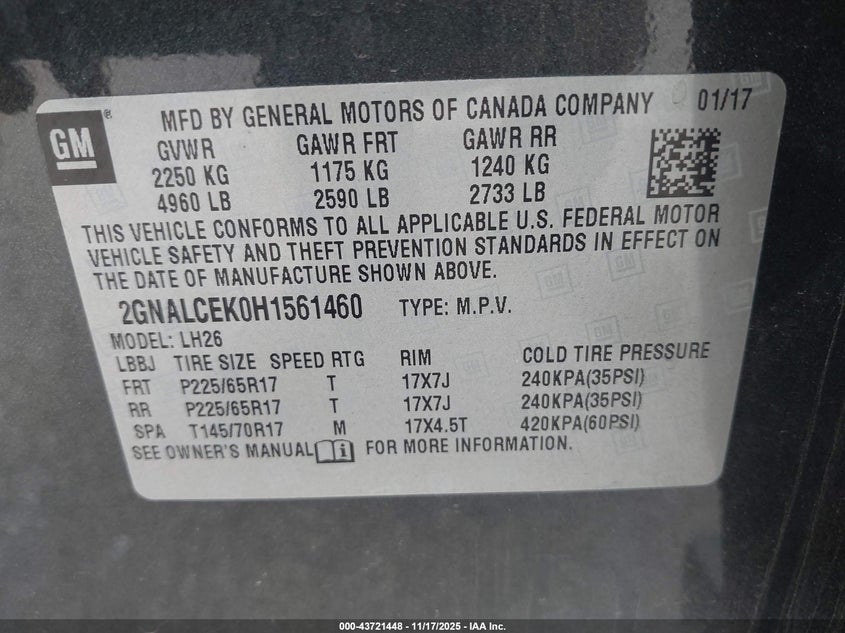 GM®
MFD BY GENERAL MOTORS OF CANADA COMPANY 01/17
GVWR GAWR FRT GAWR RR
2250 KG 1175 KG 1240 KG
4960 LB 2590 LB 2733 LB
THIS VEHICLE CONFORMS TO ALL APPLICABLE U.S. FEDERAL MOTOR
VEHICLE SAFETY AND THEFT PREVENTION STANDARDS IN EFFECT ON
THE DATE OF MANUFACTURE SHOWN ABOVE.
2GNALCEK0H1561460 TYPE: M.P.V.
MODEL: LH26
LBBJ TIRE SIZE SPEED RTG RIM COLD TIRE PRESSURE
FRT P225/65R17 T 17X7J 240KPA(35PSI)
RR P225/65R17 T 17X7J 240KPA(35PSI)
SPA T145/70R17 M 17X4.5T 420KPA(60PSI)
SEE OWNER'S MANUAL i FOR MORE INFORMATION.
000-43721448 - 11/17/2025 - IAA Inc.